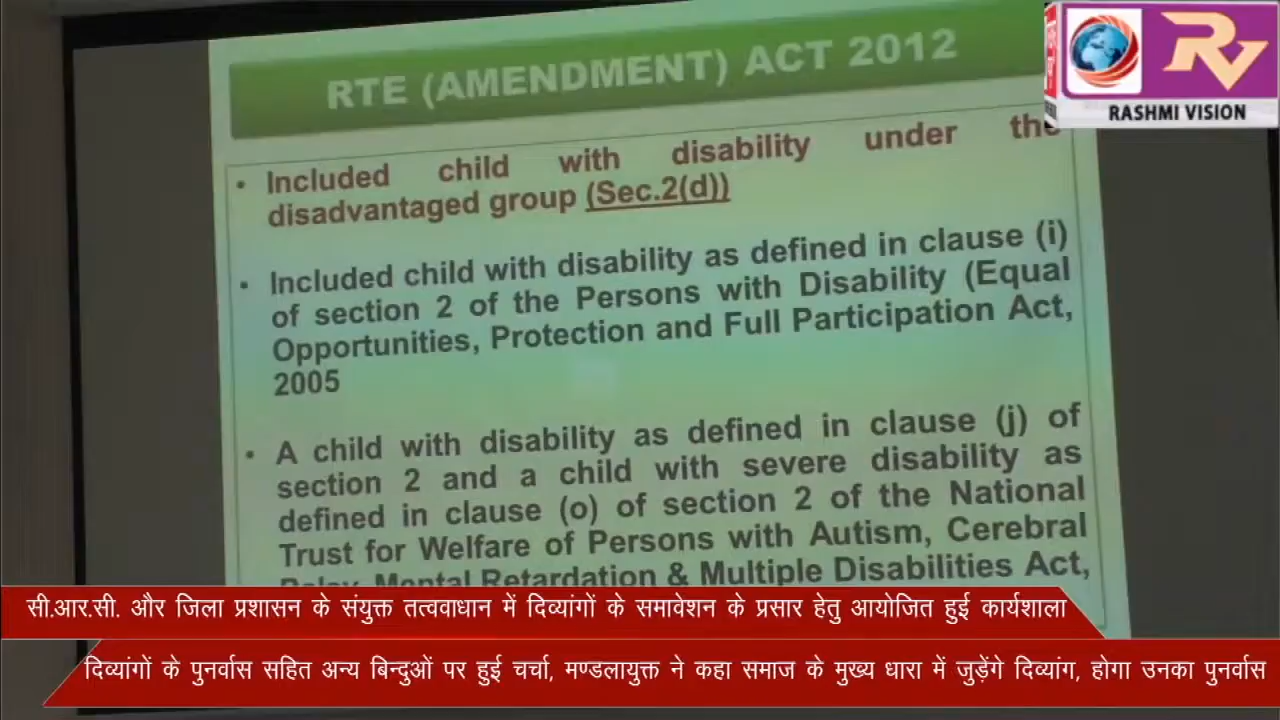 RTE (AMENDMENT) ACT 2012
RV
RASHMI VISION
• Included child with disability under the
disadvantaged group (Sec.2(d))
• Included child with disability as defined in clause (i)
of section 2 of the Persons with Disability (Equal
Opportunities, Protection and Full Participation Act,
2005
• A child with disability as defined in clause (j) of
section 2 and a child with severe disability as
defined in clause (o) of section 2 of the National
Trust for Welfare of Persons with Autism, Cerebral
Palsy, Mental Retardation & Multiple Disabilities Act,
सी.आर.सी. और जिला प्रशासन के संयुक्त तत्ववाधान में दिव्यांगों के समावेशन के प्रसार हेतु आयोजित हुई कार्यशाला
दिव्यांगों के पुनर्वास सहित अन्य बिन्दुओं पर हुई चर्चा, मण्डलायुक्त ने कहा समाज के मुख्य धारा में जुड़ेंगे दिव्यांग, होगा उनका पुनर्वास